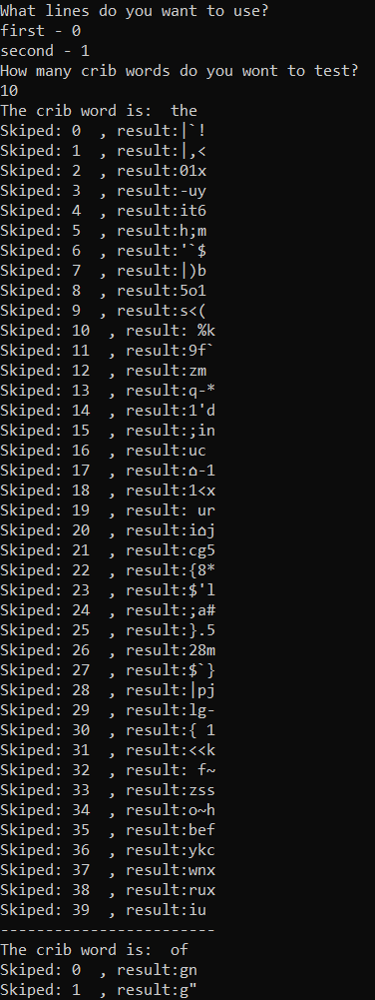 What lines do you want to use?
first - 0
second - 1
How many crib words do you wont to test?
10
The crib word is:  the
Skiped: 0  , result:|`!
Skiped: 1  , result:|,<
Skiped: 2  , result:01x
Skiped: 3  , result:-uy
Skiped: 4  , result:it6
Skiped: 5  , result:h;m
Skiped: 6  , result:'`$
Skiped: 7  , result:|)b
Skiped: 8  , result:5o1
Skiped: 9  , result:s<(
Skiped: 10  , result: %k
Skiped: 11  , result:9f`
Skiped: 12  , result:zm
Skiped: 13  , result:q-*
Skiped: 14  , result:1'd
Skiped: 15  , result:;in
Skiped: 16  , result:uc
Skiped: 17  , result:⌂-1
Skiped: 18  , result:1<x
Skiped: 19  , result: ur
Skiped: 20  , result:i⌂j
Skiped: 21  , result:cg5
Skiped: 22  , result:{8*
Skiped: 23  , result:$'l
Skiped: 24  , result:;a#
Skiped: 25  , result:}.5
Skiped: 26  , result:28m
Skiped: 27  , result:$`}
Skiped: 28  , result:|pj
Skiped: 29  , result:lg-
Skiped: 30  , result:{ 1
Skiped: 31  , result:<<k
Skiped: 32  , result: f~
Skiped: 33  , result:zss
Skiped: 34  , result:o~h
Skiped: 35  , result:bef
Skiped: 36  , result:ykc
Skiped: 37  , result:wnx
Skiped: 38  , result:rux
Skiped: 39  , result:iu
------------------------
The crib word is:  of
Skiped: 0  , result:gn
Skiped: 1  , result:g"